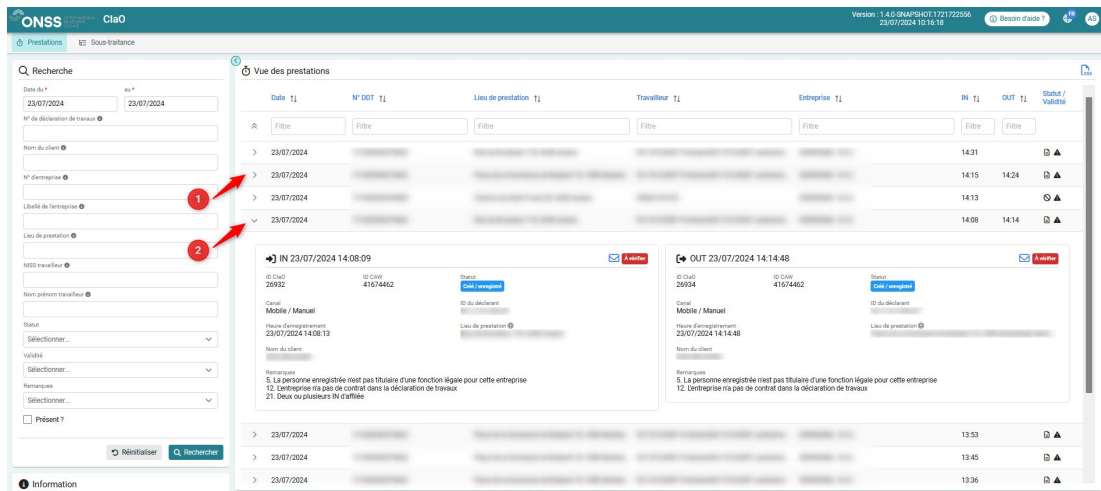 ONSS
ClaO
Version : 1.4.0-SNAPSHOT.1721722556
23/07/2024 10:16:18
Besoin d'aide ?
FR
AS
Prestations
Sous-traitance
Recherche
Date du *
au *
23/07/2024
23/07/2024
N° de déclaration de travaux
Nom du client
N° d'entreprise
Libellé de l'entreprise
Lieu de prestation
NISS travailleur
Nom prénom travailleur
Statut
Sélectionner...
Validité
Sélectionner...
Remarques
Sélectionner...
Présent ?
Réinitialiser
Rechercher
Information
Vue des prestations
CSV
Date
N° DDT
Lieu de prestation
Travailleur
Entreprise
IN
OUT
Statut /
Validité
Filtre
Filtre
Filtre
Filtre
Filtre
Filtre
Filtre
23/07/2024
14:31
1
23/07/2024
14:15
14:24
23/07/2024
14:13
2
23/07/2024
14:08
14:14
IN 23/07/2024 14:08:09
À vérifier
ID ClaO
26932
ID CAW
41674462
Statut
Créé / enregistré
Canal
Mobile / Manuel
ID du déclarant
Heure d'enregistrement
23/07/2024 14:08:13
Lieu de prestation
Nom du client
Remarques
5. La personne enregistrée n'est pas titulaire d'une fonction légale pour cette entreprise
12. L'entreprise n'a pas de contrat dans la déclaration de travaux
21. Deux ou plusieurs IN d'affilée
OUT 23/07/2024 14:14:48
À vérifier
ID ClaO
26934
ID CAW
41674462
Statut
Créé / enregistré
Canal
Mobile / Manuel
ID du déclarant
Heure d'enregistrement
23/07/2024 14:14:48
Lieu de prestation
Nom du client
Remarques
5. La personne enregistrée n'est pas titulaire d'une fonction légale pour cette entreprise
12. L'entreprise n'a pas de contrat dans la déclaration de travaux
23/07/2024
13:53
23/07/2024
13:45
23/07/2024
13:36